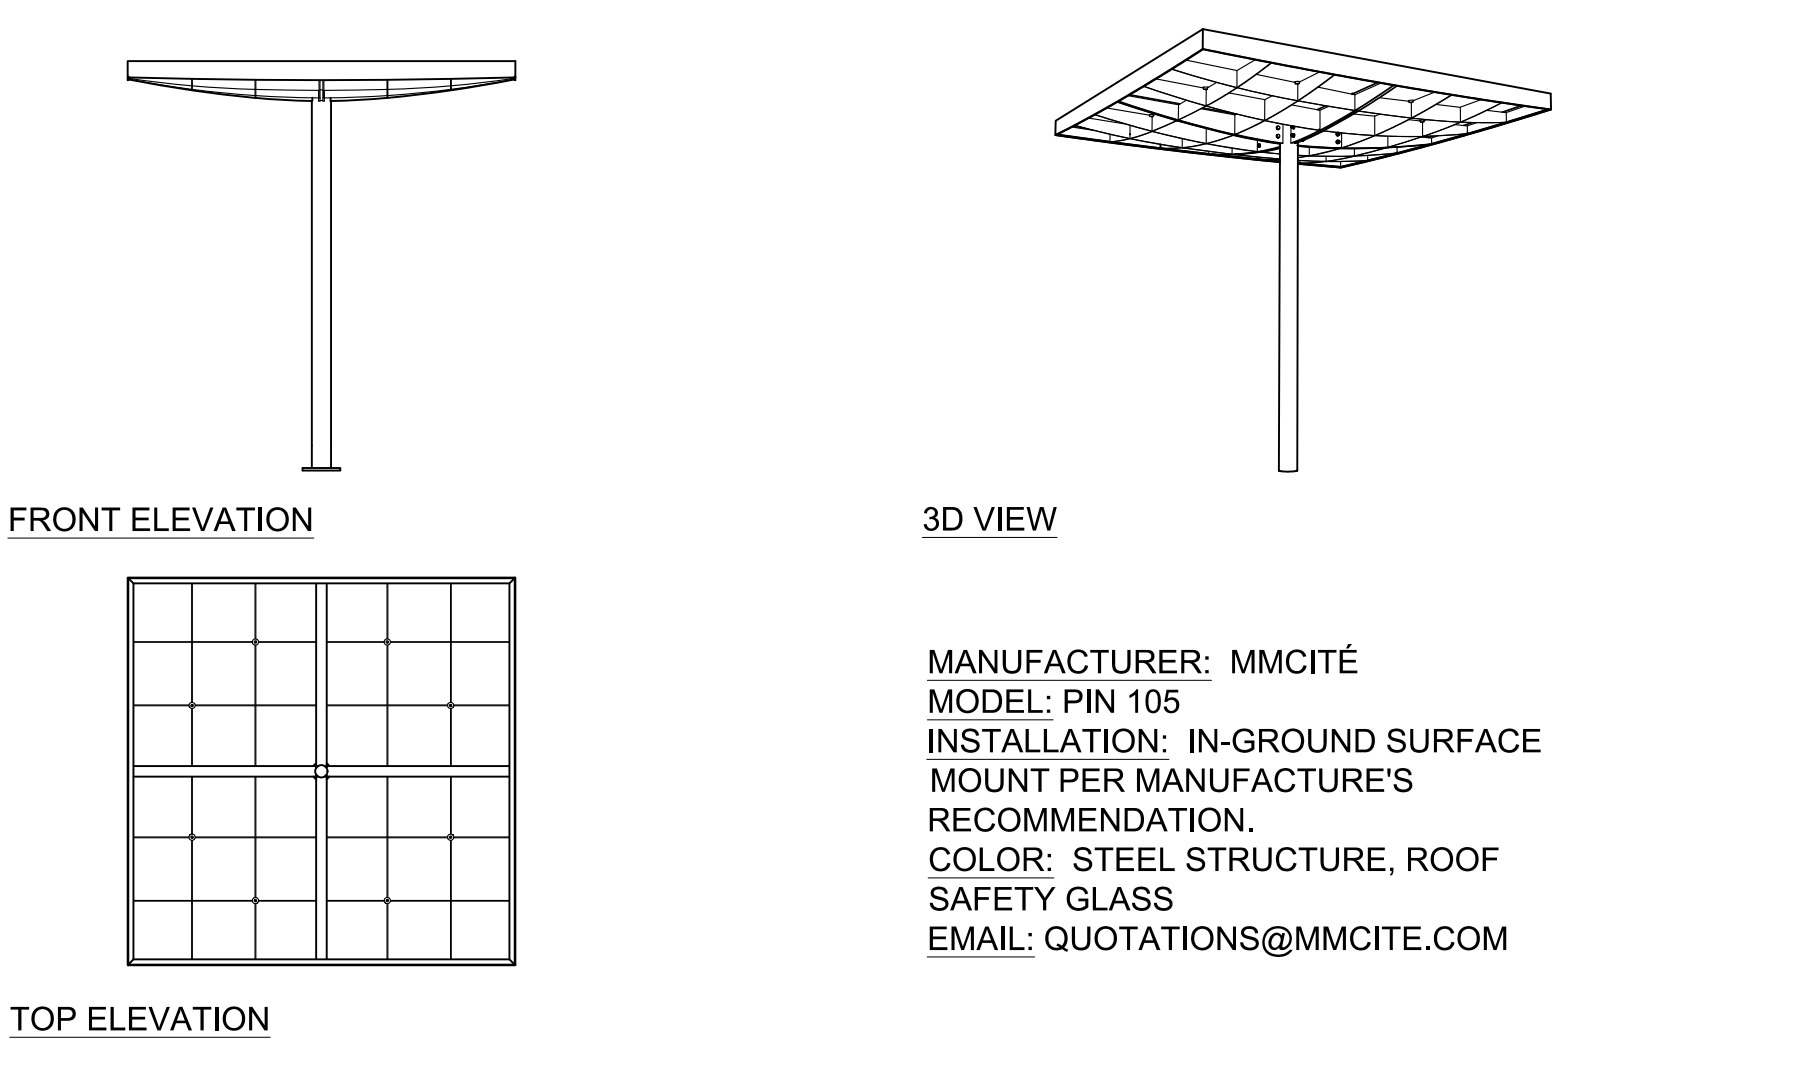 FRONT ELEVATION
3D VIEW
MANUFACTURER: MMCITÉ
MODEL: PIN 105
INSTALLATION: IN-GROUND SURFACE
MOUNT PER MANUFACTURE'S
RECOMMENDATION.
COLOR: STEEL STRUCTURE, ROOF
SAFETY GLASS
EMAIL: QUOTATIONS@MMCITE.COM
TOP ELEVATION